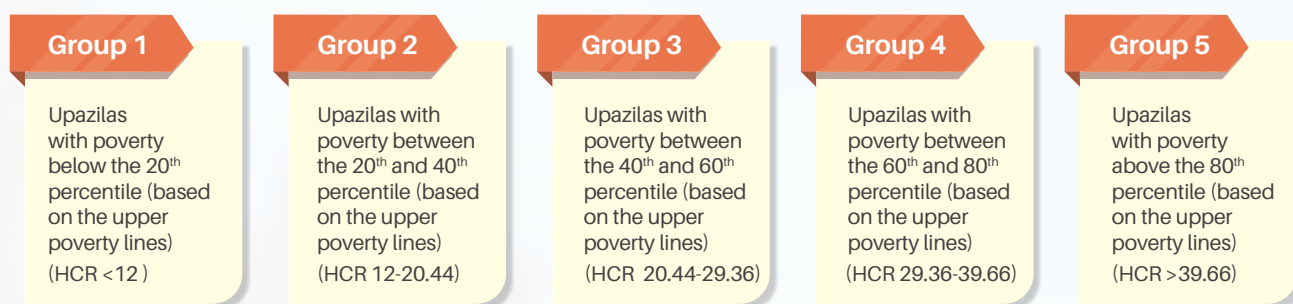 Group 1
Upazilas
with poverty
below the 20th
percentile (based
on the upper
poverty lines)
(HCR <12 )
Group 2
Upazilas with
poverty between
the 20th and 40th
percentile (based
on the upper
poverty lines)
(HCR 12-20.44)
Group 3
Upazilas with
poverty between
the 40th and 60th
percentile (based
on the upper
poverty lines)
(HCR 20.44-29.36)
Group 4
Upazilas with
poverty between
the 60th and 80th
percentile (based
on the upper
poverty lines)
(HCR 29.36-39.66)
Group 5
Upazilas
with poverty
above the 80th
percentile (based
on the upper
poverty lines)
(HCR >39.66)